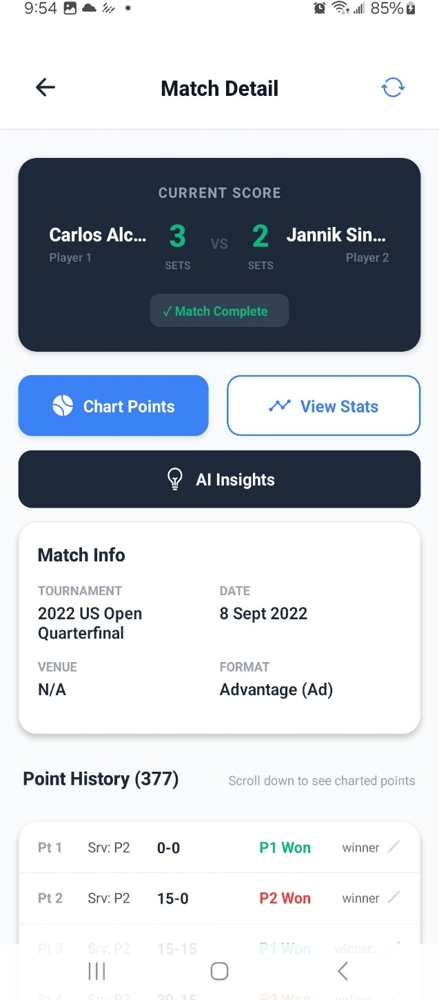 9:54 85%
Match Detail
CURRENT SCORE
Carlos Alc... 3 VS 2 Jannik Sin...
Player 1 SETS SETS Player 2
✓ Match Complete
Chart Points View Stats
AI Insights
Match Info
TOURNAMENT DATE
2022 US Open 8 Sept 2022
Quarterfinal
VENUE FORMAT
N/A Advantage (Ad)
Point History (377) Scroll down to see charted points
Pt 1 Srv: P2 0-0 P1 Won winner
Pt 2 Srv: P2 15-0 P2 Won winner
Pt 3 Srv: P2 15-15 P1 Won winner...
Pt 4 Srv: P2 30-15 P2 Won unforc...